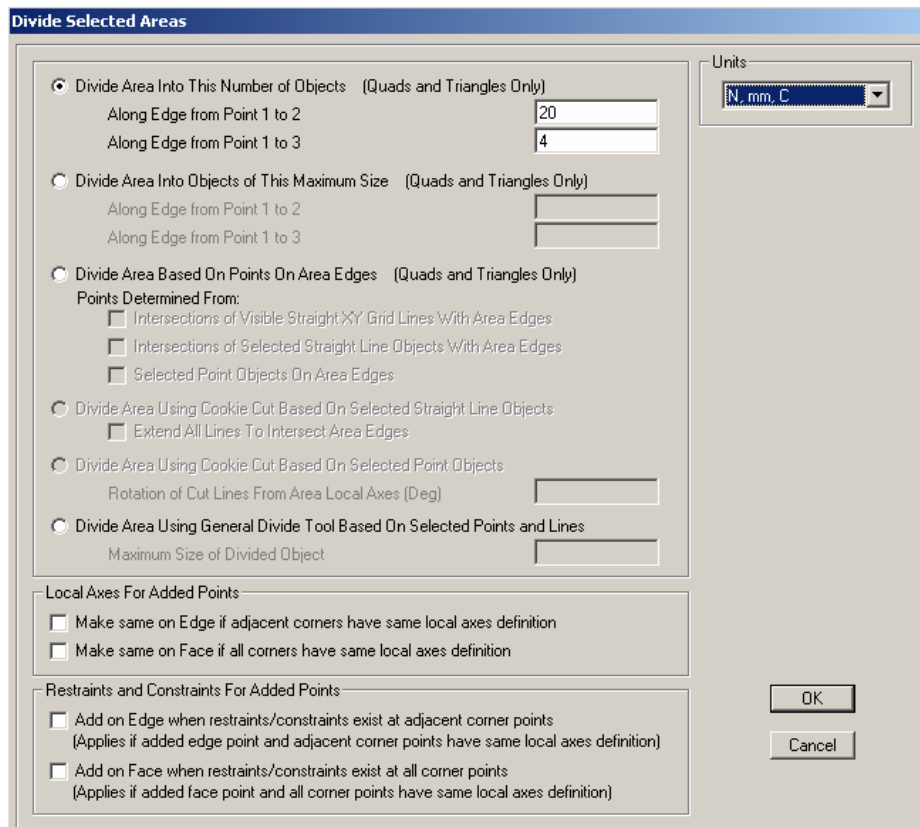 Divide Selected Areas
Divide Area Into This Number of Objects (Quads and Triangles Only)
Along Edge from Point 1 to 2 20
Along Edge from Point 1 to 3 4
Divide Area Into Objects of This Maximum Size (Quads and Triangles Only)
Along Edge from Point 1 to 2
Along Edge from Point 1 to 3
Divide Area Based On Points On Area Edges (Quads and Triangles Only)
Points Determined From:
Intersections of Visible Straight XY Grid Lines With Area Edges
Intersections of Selected Straight Line Objects With Area Edges
Selected Point Objects On Area Edges
Divide Area Using Cookie Cut Based On Selected Straight Line Objects
Extend All Lines To Intersect Area Edges
Divide Area Using Cookie Cut Based On Selected Point Objects
Rotation of Cut Lines From Area Local Axes (Deg)
Divide Area Using General Divide Tool Based On Selected Points and Lines
Maximum Size of Divided Object
Local Axes For Added Points
Make same on Edge if adjacent corners have same local axes definition
Make same on Face if all corners have same local axes definition
Restraints and Constraints For Added Points
Add on Edge when restraints/constraints exist at adjacent corner points
(Applies if added edge point and adjacent corner points have same local axes definition)
Add on Face when restraints/constraints exist at all corner points
(Applies if added face point and all corner points have same local axes definition)
Units
N, mm, C
OK
Cancel